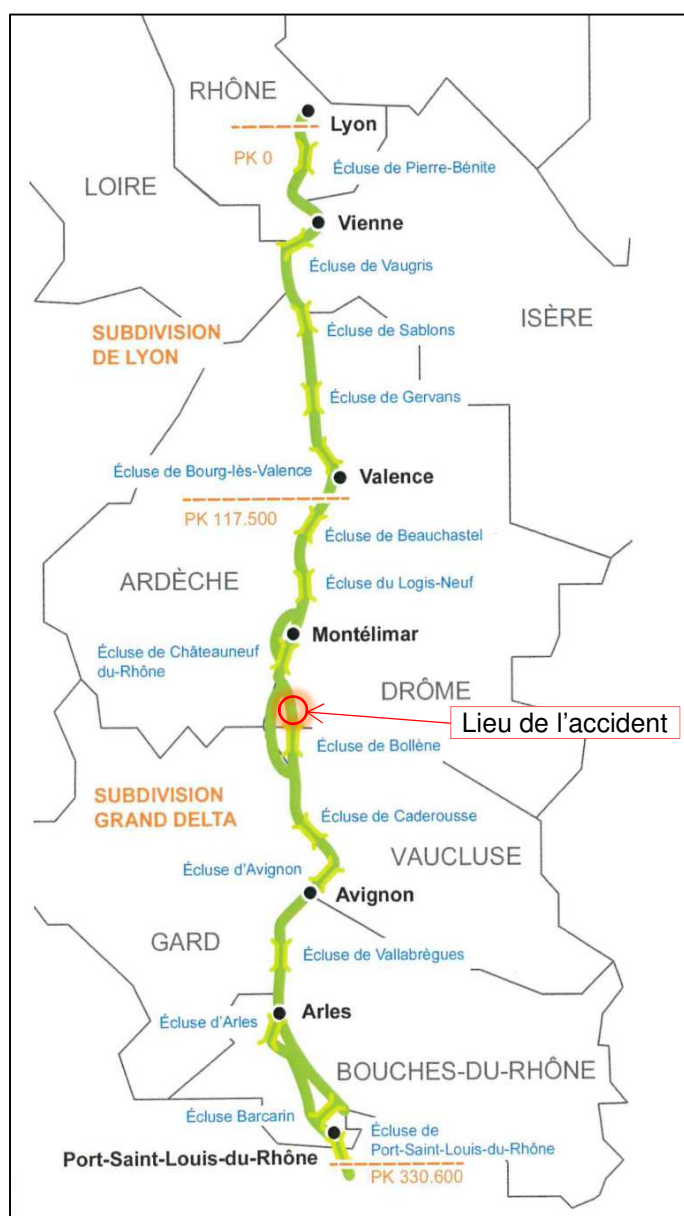 RHÔNE
Lyon
PK 0
Écluse de Pierre-Bénite
LOIRE
Vienne
Écluse de Vaugris
ISÈRE
SUBDIVISION
DE LYON
Écluse de Sablons
Écluse de Gervans
Écluse de Bourg-lès-Valence
Valence
PK 117.500
Écluse de Beauchastel
ARDÈCHE
Écluse du Logis-Neuf
Montélimar
Écluse de Châteauneuf
du-Rhône
DRÔME
Lieu de l'accident
Écluse de Bollène
SUBDIVISION
GRAND DELTA
Écluse de Caderousse
VAUCLUSE
Écluse d'Avignon
Avignon
GARD
Écluse de Vallabrègues
Arles
Écluse d'Arles
BOUCHES-DU-RHÔNE
Écluse Barcarin
Écluse de
Port-Saint-Louis-du-Rhône
Port-Saint-Louis-du-Rhône
PK 330.600